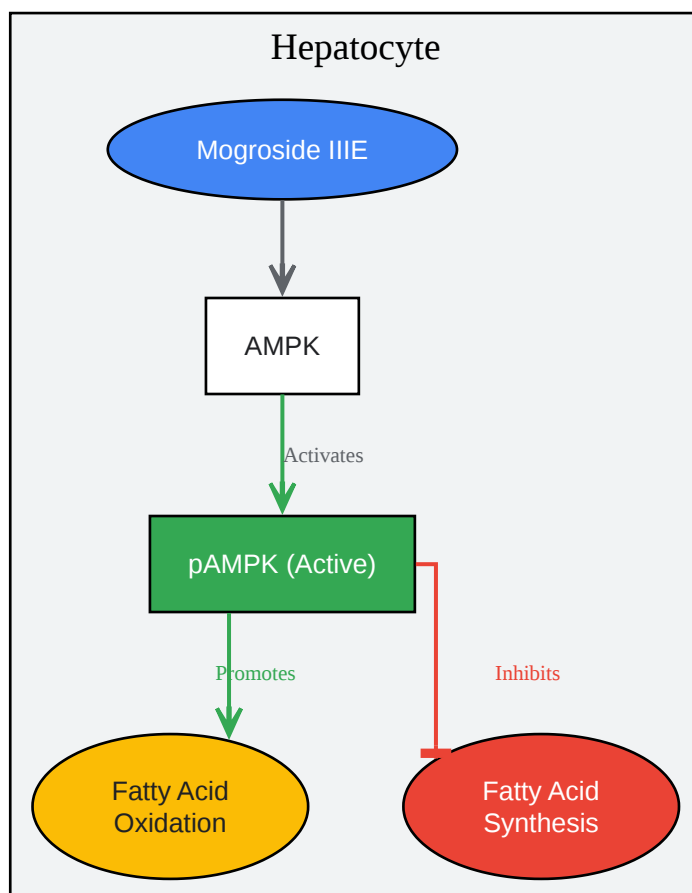 Hepatocyte
Mogroside IIIE
AMPK
Activates
pAMPK (Active)
Promotes
Inhibits
Fatty Acid
Oxidation
Fatty Acid
Synthesis